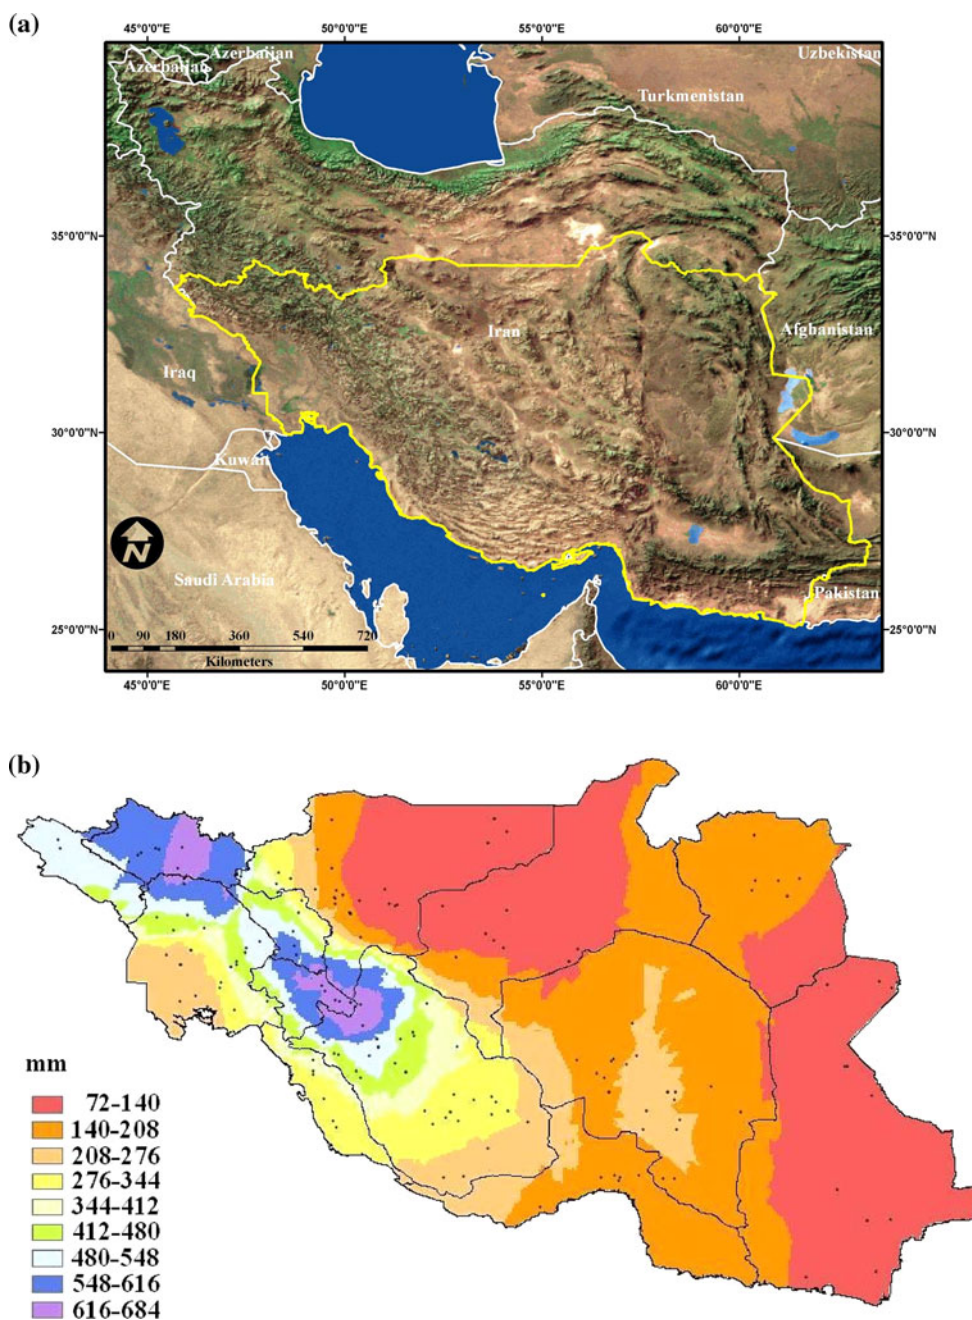 (a)
45°0'0"E 50°0'0"E 55°0'0"E 60°0'0"E
Azerbaijan Uzbekistan
Azerbaijan
Turkmenistan
35°0'0"N 35°0'0"N
Iran Afghanistan
Iraq
30°0'0"N 30°0'0"N
Kuwait
Saudi Arabia Pakistan
25°0'0"N 25°0'0"N
0 90 180 360 540 720
Kilometers
N
45°0'0"E 50°0'0"E 55°0'0"E 60°0'0"E
(b)
mm
72-140
140-208
208-276
276-344
344-412
412-480
480-548
548-616
616-684